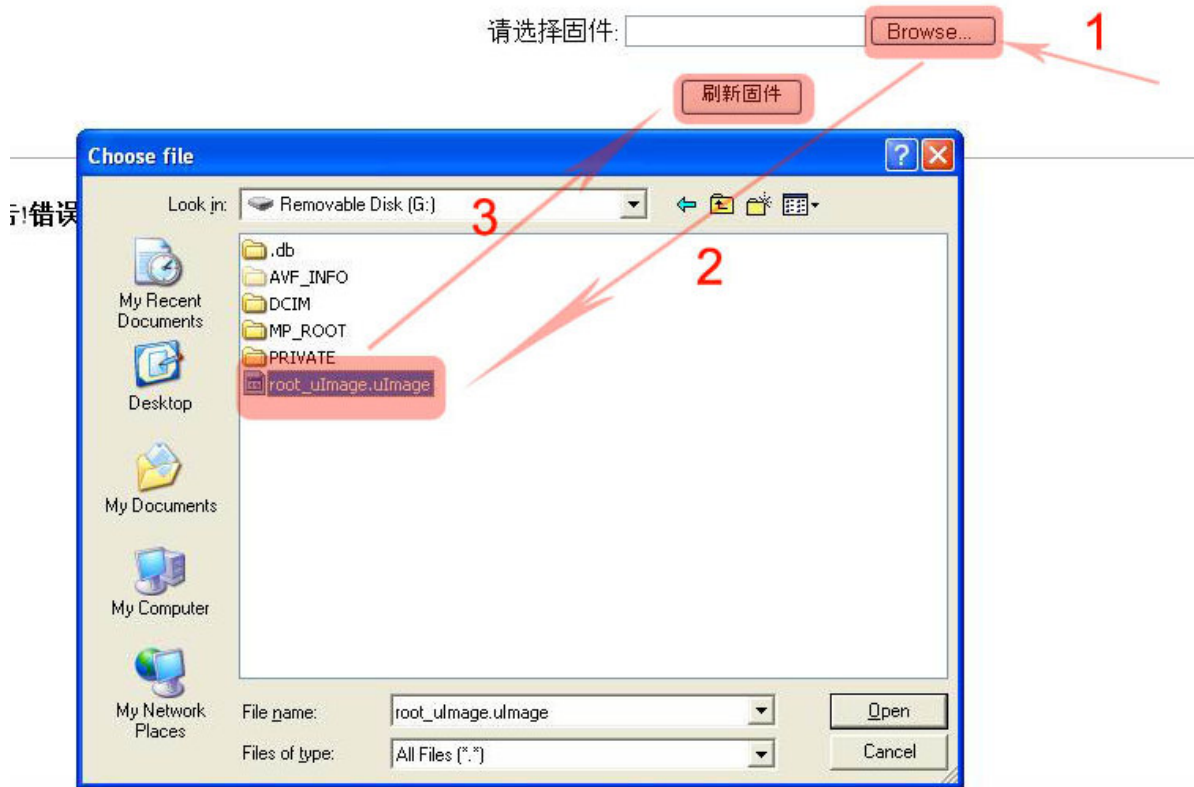 请选择固件:
Browse...
1
刷新固件
Choose file
!错误
Look in:
Removable Disk (G:)
3
2
.db
AVF_INFO
DCIM
MP_ROOT
PRIVATE
root_uImage.uImage
My Recent
Documents
Desktop
My Documents
My Computer
My Network
Places
File name:
root_uImage.uImage
Open
Files of type:
All Files (*.*)
Cancel